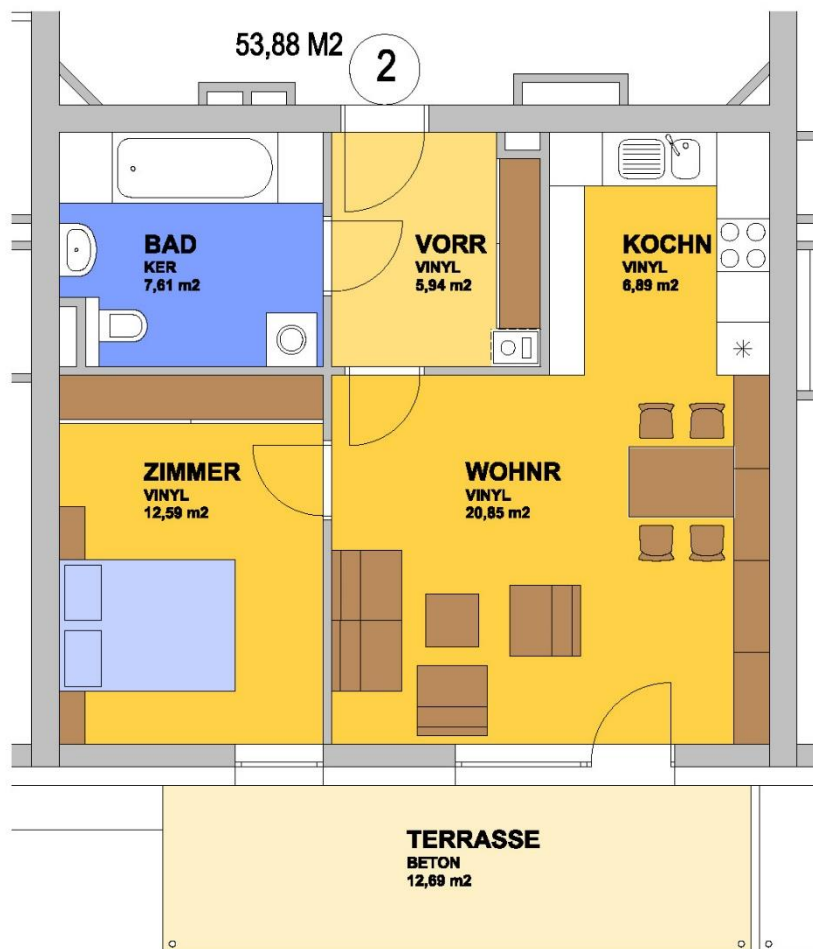 53,88 M2
2
BAD
KER
7,61 m2
VORR
VINYL
5,94 m2
KOCHN
VINYL
6,89 m2
ZIMMER
VINYL
12,59 m2
WOHNR
VINYL
20,85 m2
TERRASSE
BETON
12,69 m2